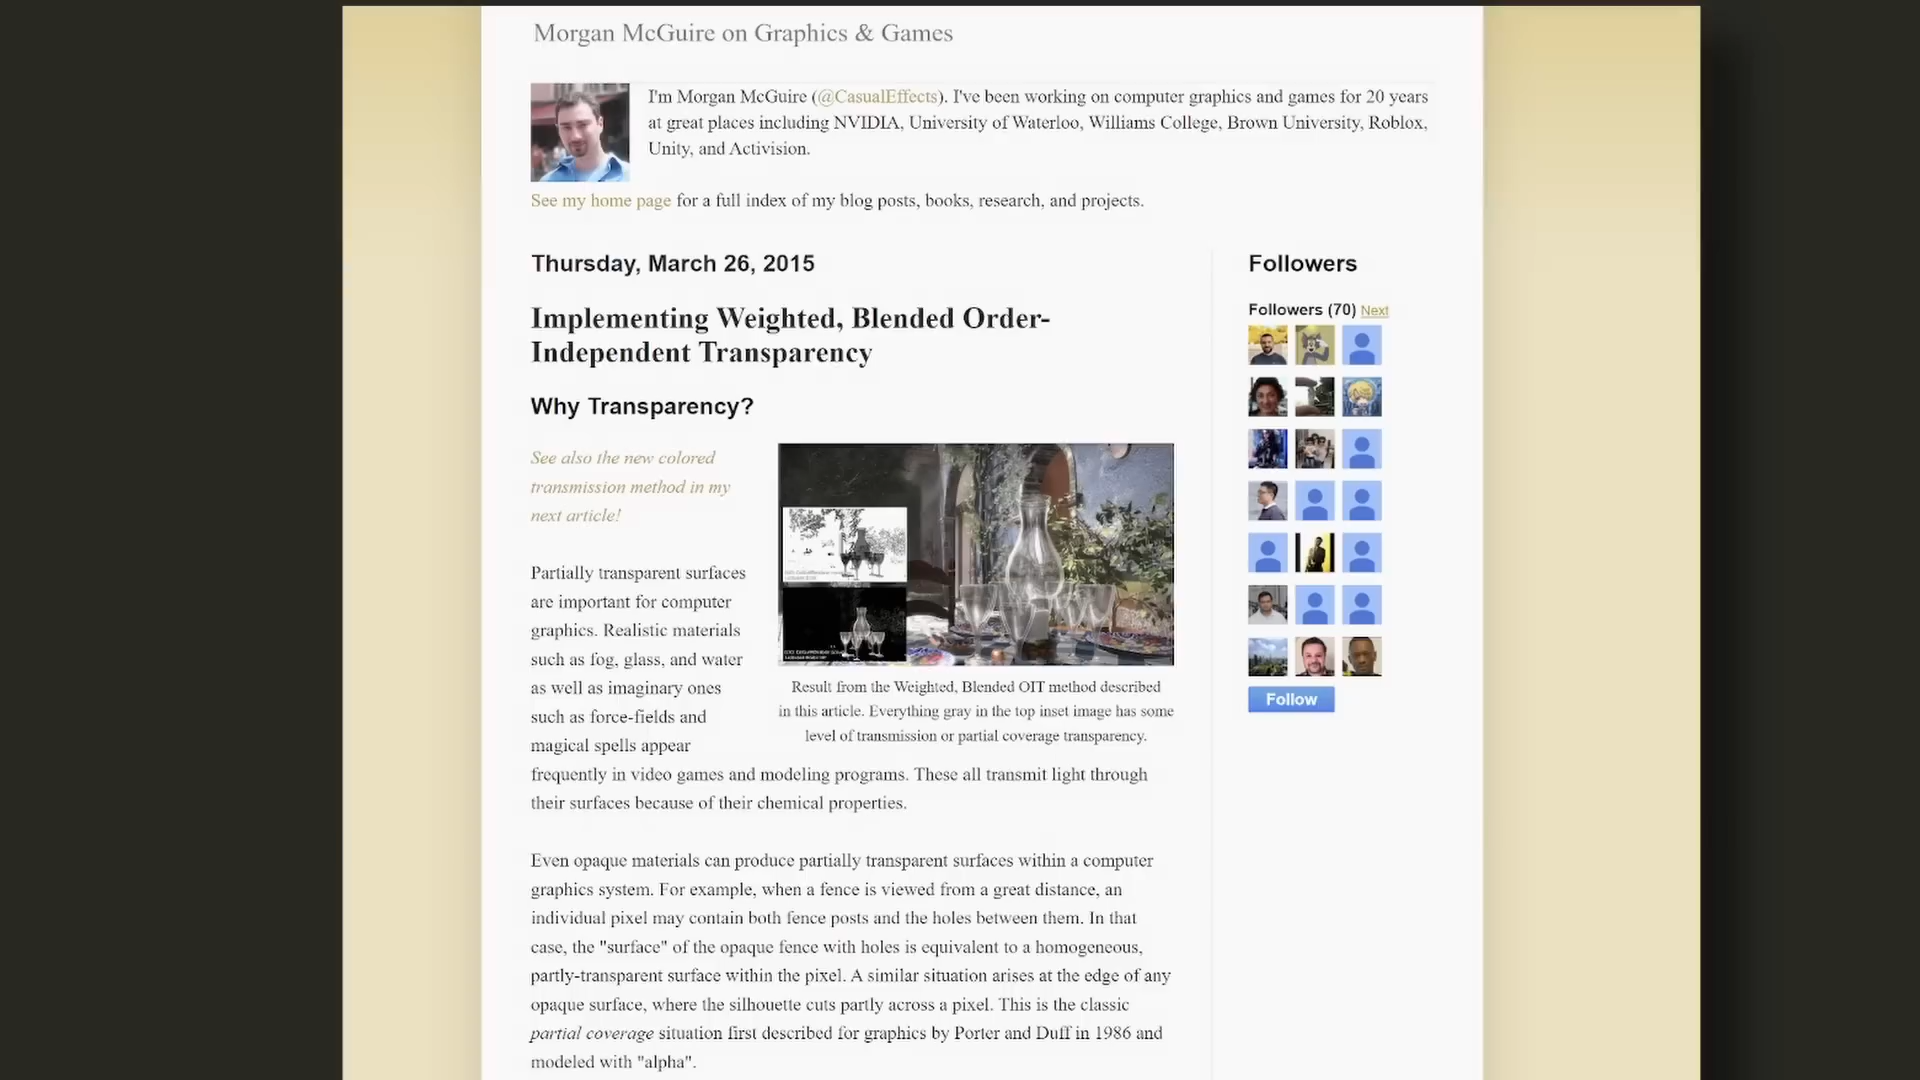 Morgan McGuire on Graphics & Games
I'm Morgan McGuire (@CasualEffects). I've been working on computer graphics and games for 20 years
at great places including NVIDIA, University of Waterloo, Williams College, Brown University, Roblox,
Unity, and Activision.
See my home page for a full index of my blog posts, books, research, and projects.
Thursday, March 26, 2015
Implementing Weighted, Blended Order-
Independent Transparency
Why Transparency?
See also the new colored
transmission method in my
next article!
Partially transparent surfaces
are important for computer
graphics. Realistic materials
such as fog, glass, and water
as well as imaginary ones
such as force-fields and
magical spells appear
frequently in video games and modeling programs. These all transmit light through
their surfaces because of their chemical properties.
Result from the Weighted, Blended OIT method described
in this article. Everything gray in the top inset image has some
level of transmission or partial coverage transparency.
Even opaque materials can produce partially transparent surfaces within a computer
graphics system. For example, when a fence is viewed from a great distance, an
individual pixel may contain both fence posts and the holes between them. In that
case, the "surface" of the opaque fence with holes is equivalent to a homogeneous,
partly-transparent surface within the pixel. A similar situation arises at the edge of any
opaque surface, where the silhouette cuts partly across a pixel. This is the classic
partial coverage situation first described for graphics by Porter and Duff in 1986 and
modeled with "alpha".
Followers
Followers (70) Next
Follow